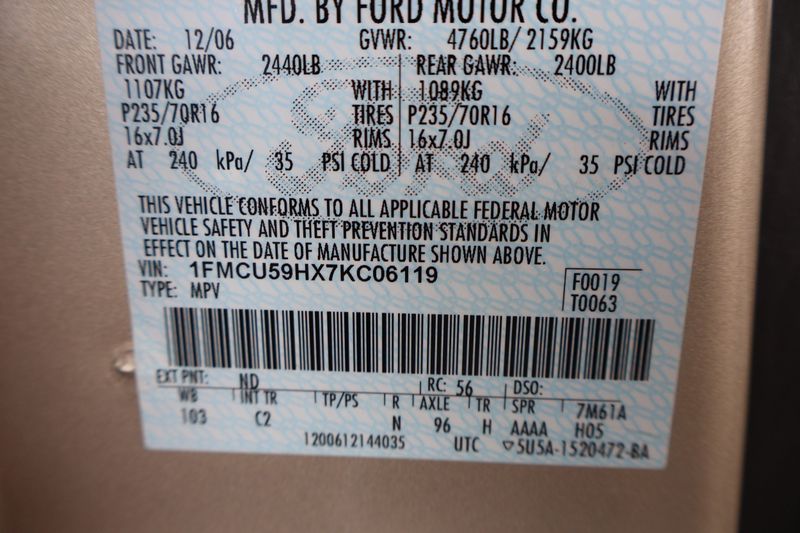 MFD. BY FORD MOTOR CO.
DATE: 12/06 GVWR: 4760LB/ 2159KG
FRONT GAWR: 2440LB REAR GAWR: 2400LB
1107KG WITH 1089KG WITH
P235/70R16 TIRES P235/70R16 TIRES
16x7.0J RIMS 16x7.0J RIMS
AT 240 kPa/ 35 PSI COLD AT 240 kPa/ 35 PSI COLD
Ford
THIS VEHICLE CONFORMS TO ALL APPLICABLE FEDERAL MOTOR
VEHICLE SAFETY AND THEFT PREVENTION STANDARDS IN
EFFECT ON THE DATE OF MANUFACTURE SHOWN ABOVE.
VIN: 1FMCU59HX7KC06119 F0019
TYPE: MPV T0063
EXT PNT: ND RC: 56 DSO:
WB INT TR TP/PS R AXLE TR SPR 7M61A
103 C2 N 96 H AAAA H05
1200612144035 UTC ▽5U5A-1520472-BA